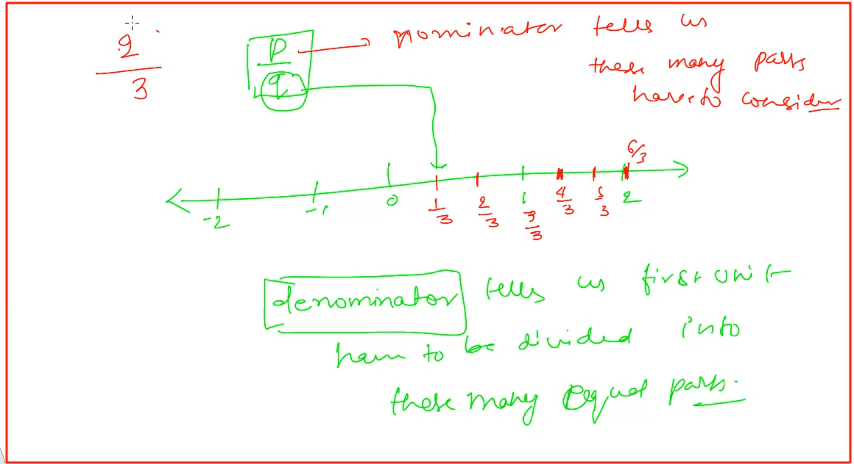 2
3
p
q
nominator tells us
these many parts
have to consider
6/3
-2 -1 0 1 2
1/3 2/3 3/3 4/3 5/3
denominator tells us first unit
have to be divided into
these many equal parts.